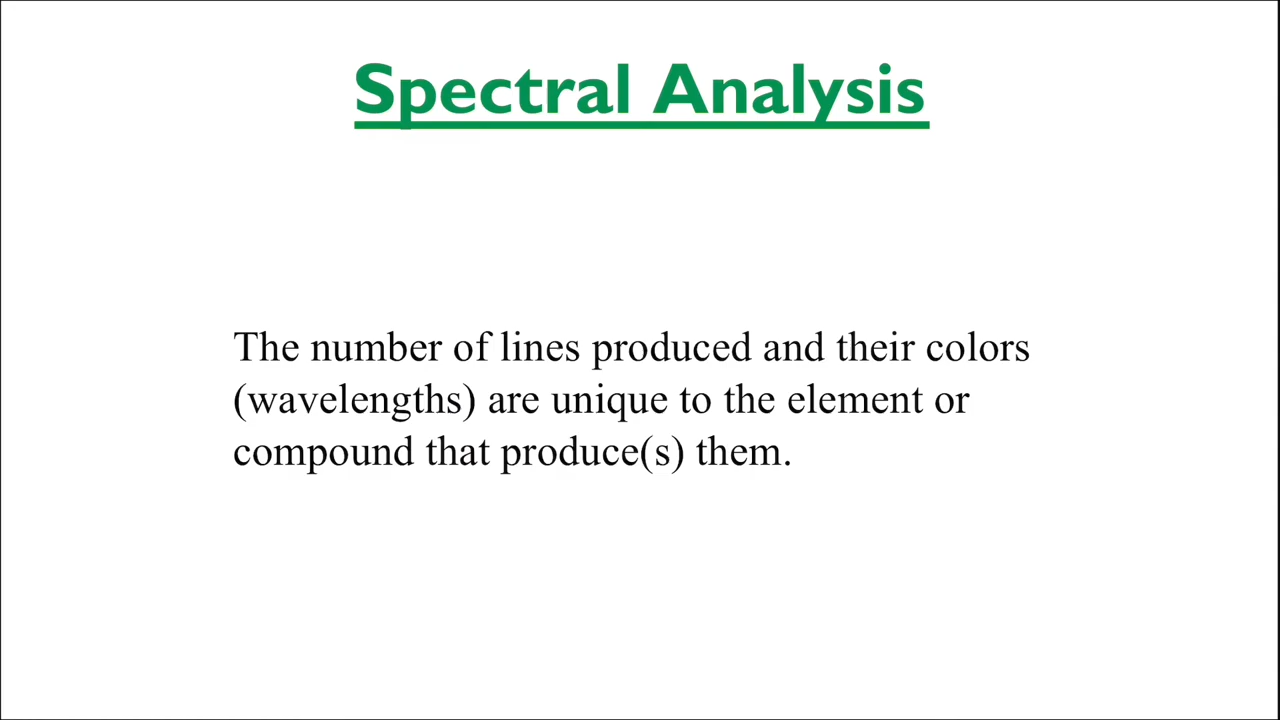 Spectral Analysis
The number of lines produced and their colors
(wavelengths) are unique to the element or
compound that produce(s) them.